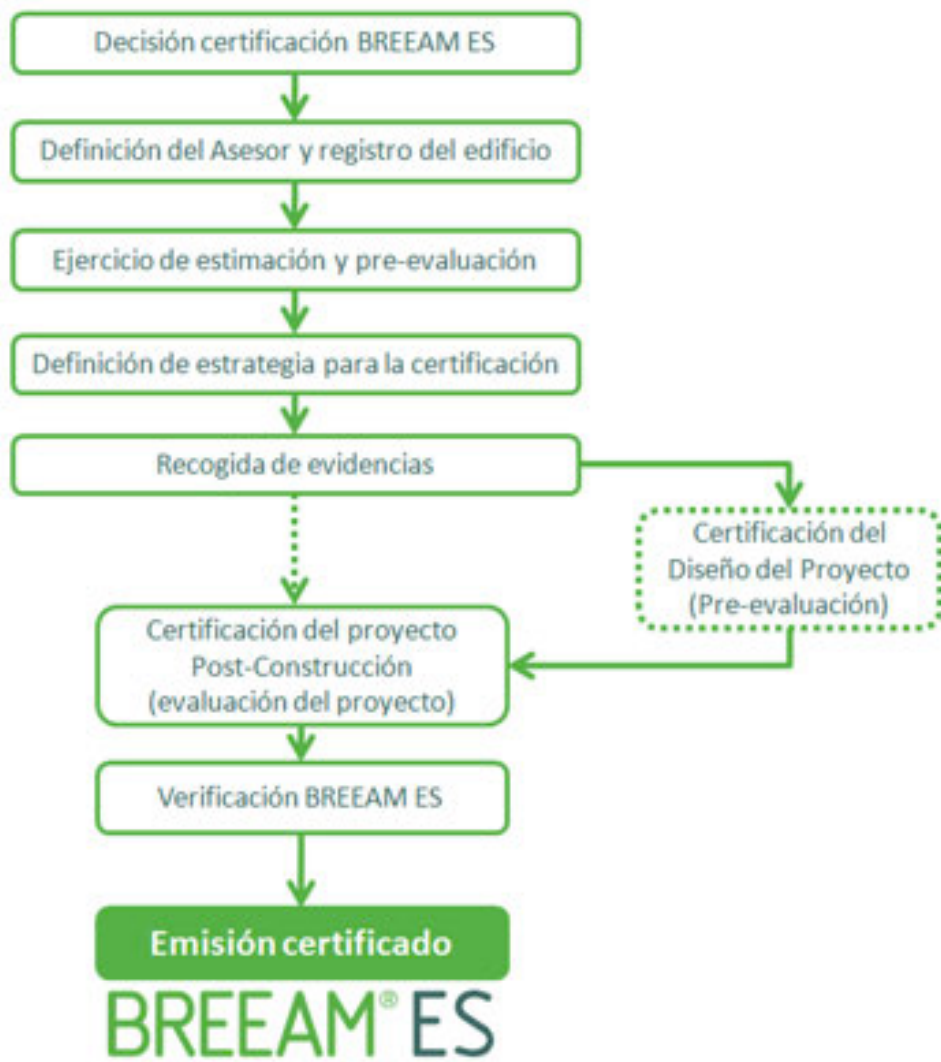 Decisión certificación BREEAM ES
Definición del Asesor y registro del edificio
Ejercicio de estimación y pre-evaluación
Definición de estrategia para la certificación
Recogida de evidencias
Certificación del
Diseño del Proyecto
(Pre-evaluación)
Certificación del proyecto
Post-Construcción
(evaluación del proyecto)
Verificación BREEAM ES
Emisión certificado
BREEAM® ES